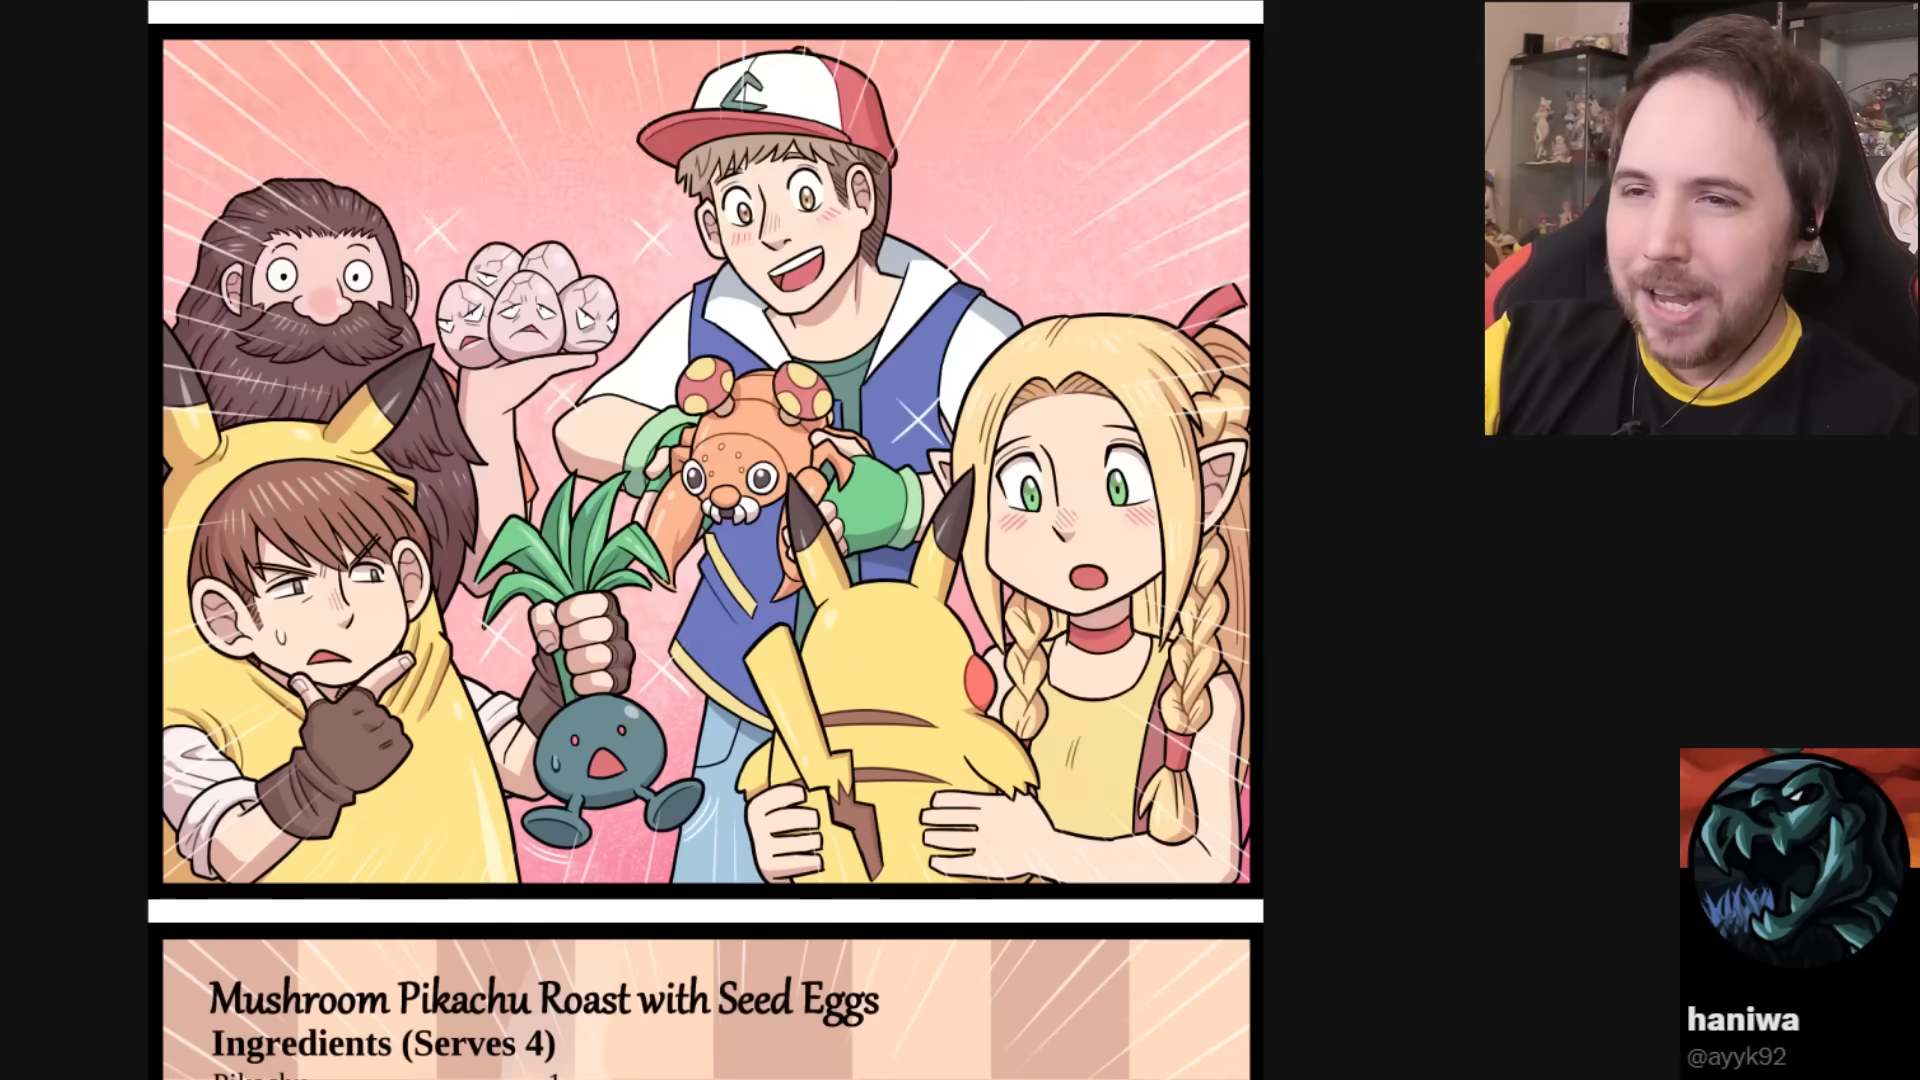 Mushroom Pikachu Roast with Seed Eggs
Ingredients (Serves 4)
haniwa
@ayyk92